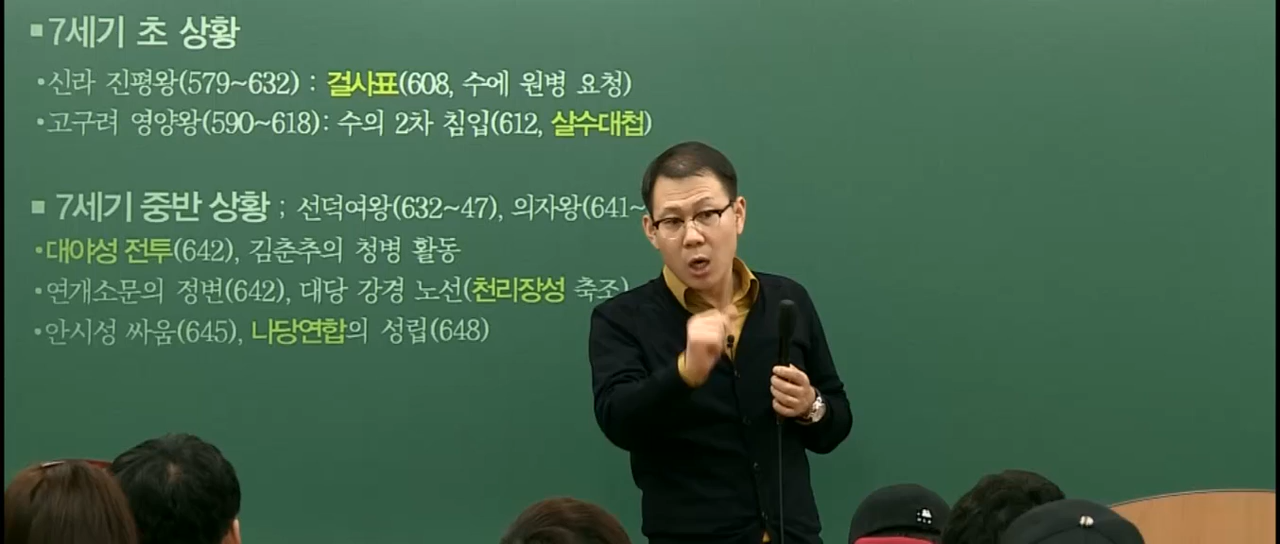 ▪7세기 초 상황
•신라 진평왕(579~632) : 걸사표(608, 수에 원병 요청)
•고구려 영양왕(590~618): 수의 2차 침입(612, 살수대첩)
▪ 7세기 중반 상황 ; 선덕여왕(632~47), 의자왕(641~
•대야성 전투(642), 김춘추의 청병 활동
•연개소문의 정변(642), 대당 강경 노선(천리장성 축조)
•안시성 싸움(645), 나당연합의 성립(648)